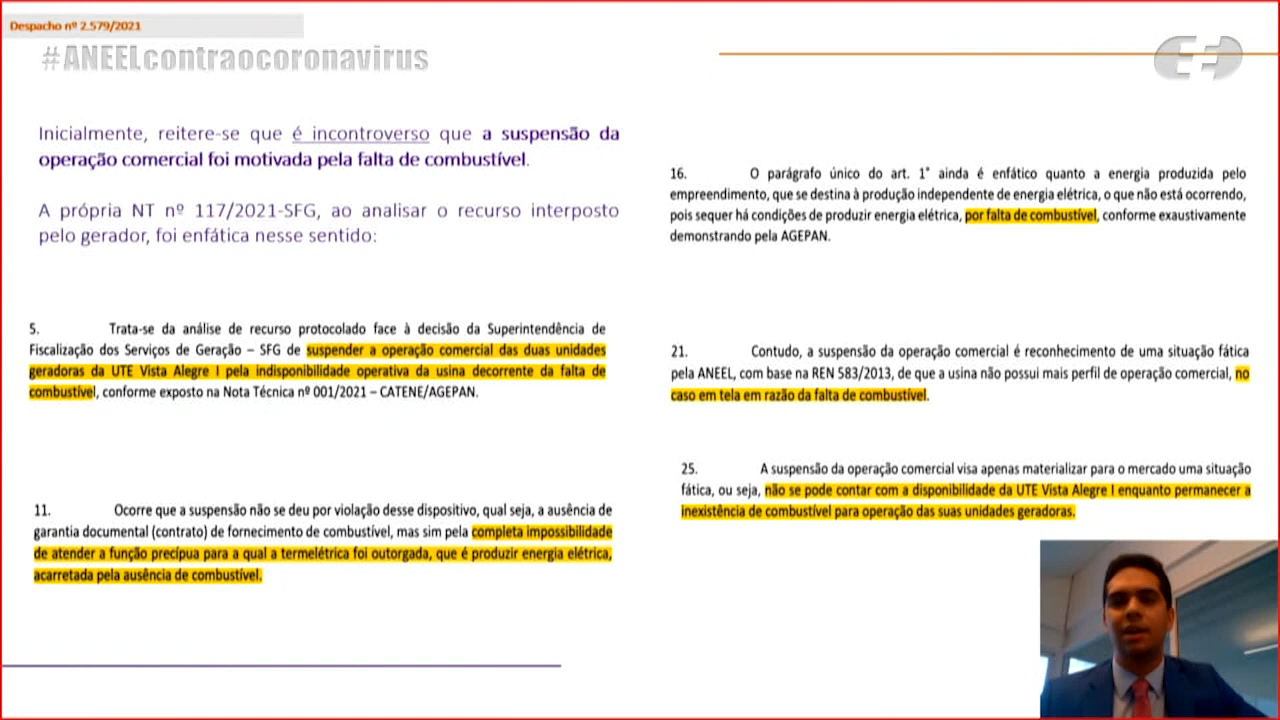 Despacho nº 2.579/2021
#ANEELcontraocoronavirus
Inicialmente, reitere-se que é incontroverso que a suspensão da
operação comercial foi motivada pela falta de combustível.
A própria NT nº 117/2021-SFG, ao analisar o recurso interposto
pelo gerador, foi enfática nesse sentido:
5. Trata-se da análise de recurso protocolado face à decisão da Superintendência de
Fiscalização dos Serviços de Geração – SFG de suspender a operação comercial das duas unidades
geradoras da UTE Vista Alegre I pela indisponibilidade operativa da usina decorrente da falta de
combustível, conforme exposto na Nota Técnica nº 001/2021 – CATENE/AGEPAN.
11. Ocorre que a suspensão não se deu por violação desse dispositivo, qual seja, a ausência de
garantia documental (contrato) de fornecimento de combustível, mas sim pela completa impossibilidade
de atender a função precípua para a qual a termelétrica foi outorgada, que é produzir energia elétrica,
acarretada pela ausência de combustível.
16. O parágrafo único do art. 1° ainda é enfático quanto a energia produzida pelo
empreendimento, que se destina à produção independente de energia elétrica, o que não está ocorrendo,
pois sequer há condições de produzir energia elétrica, por falta de combustível, conforme exaustivamente
demonstrando pela AGEPAN.
21. Contudo, a suspensão da operação comercial é reconhecimento de uma situação fática
pela ANEEL, com base na REN 583/2013, de que a usina não possui mais perfil de operação comercial, no
caso em tela em razão da falta de combustível.
25. A suspensão da operação comercial visa apenas materializar para o mercado uma situação
fática, ou seja, não se pode contar com a disponibilidade da UTE Vista Alegre I enquanto permanecer a
inexistência de combustível para operação das suas unidades geradoras.